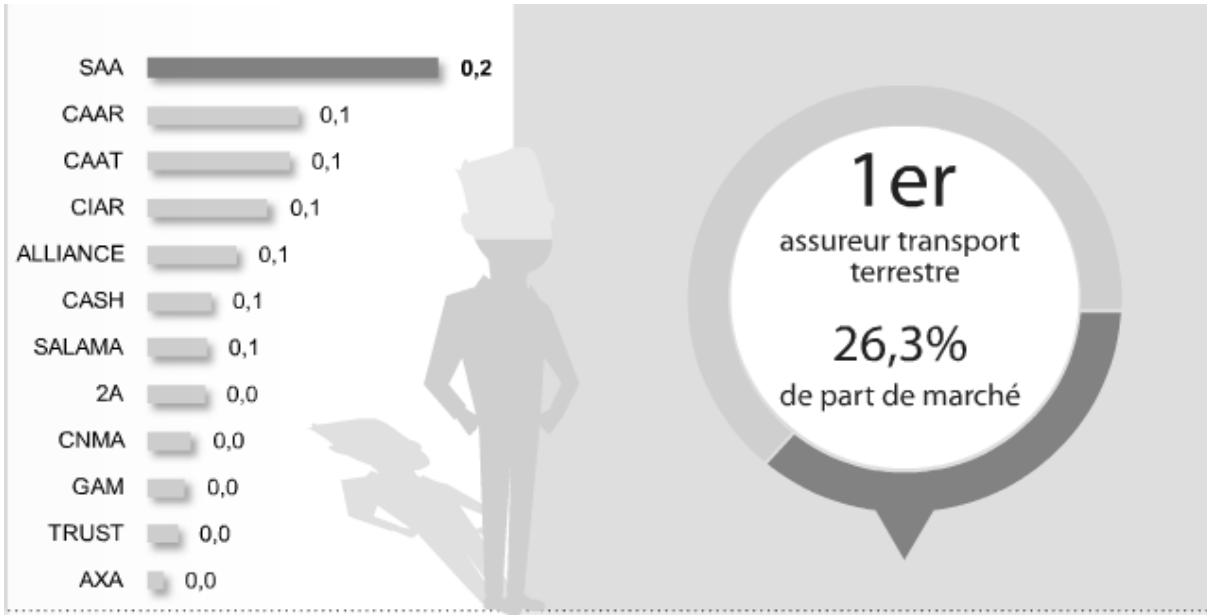 SAA 0,2
CAAR 0,1
CAAT 0,1
CIAR 0,1
ALLIANCE 0,1
CASH 0,1
SALAMA 0,1
2A 0,0
CNMA 0,0
GAM 0,0
TRUST 0,0
AXA 0,0
1er
assureur transport
terrestre
26,3%
de part de marché